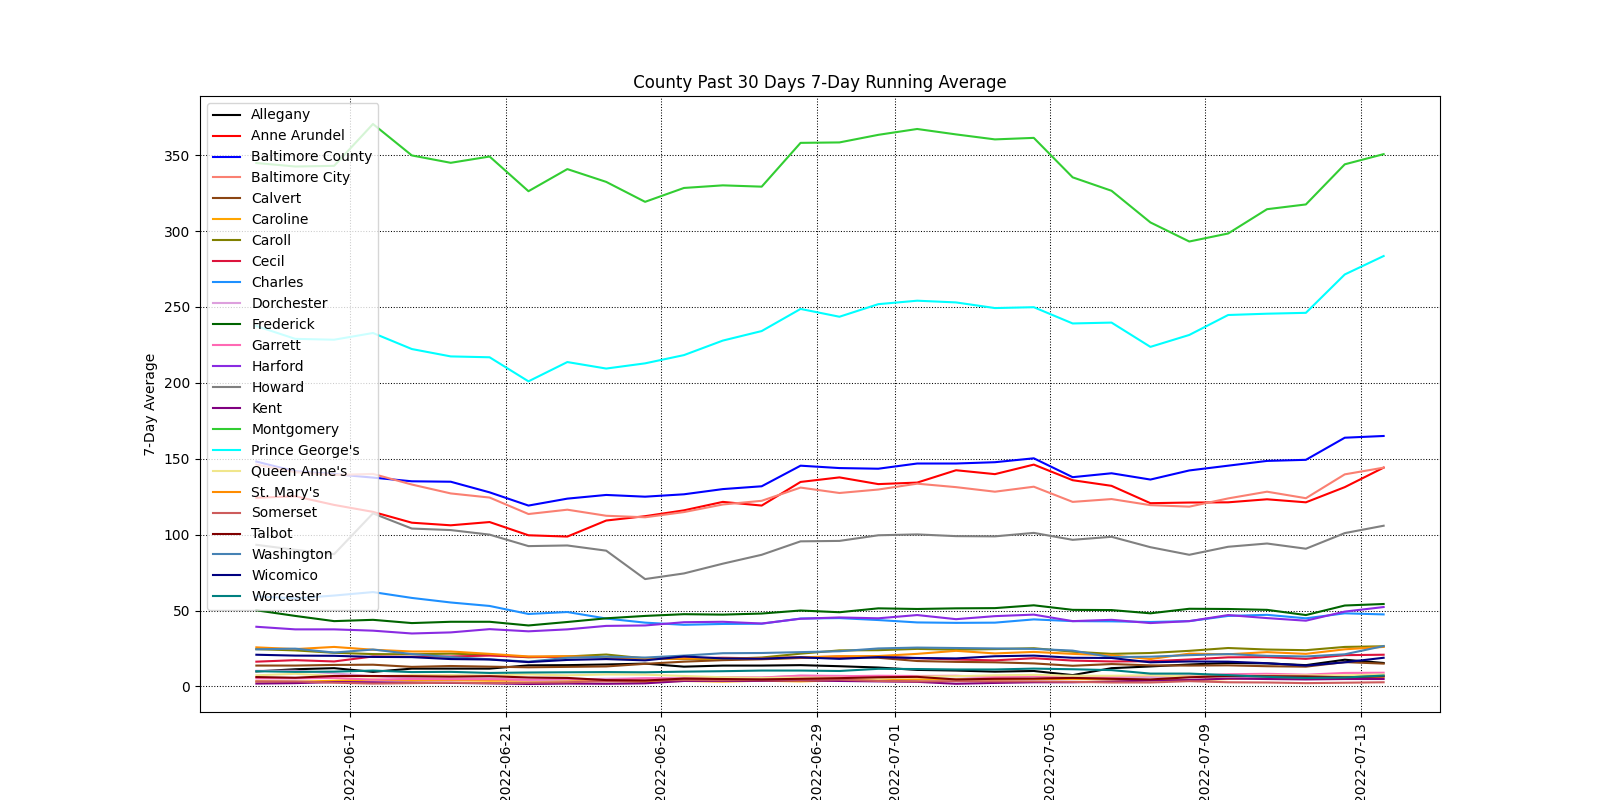 County Past 30 Days 7-Day Running Average
Allegany
Anne Arundel
Baltimore County
Baltimore City
Calvert
Caroline
Caroll
Cecil
Charles
Dorchester
Frederick
Garrett
Harford
Howard
Kent
Montgomery
Prince George's
Queen Anne's
St. Mary's
Somerset
Talbot
Washington
Wicomico
Worcester
7-Day Average
350
300
250
200
150
100
50
0
2022-06-17
2022-06-21
2022-06-25
2022-06-29
2022-07-01
2022-07-05
2022-07-09
2022-07-13